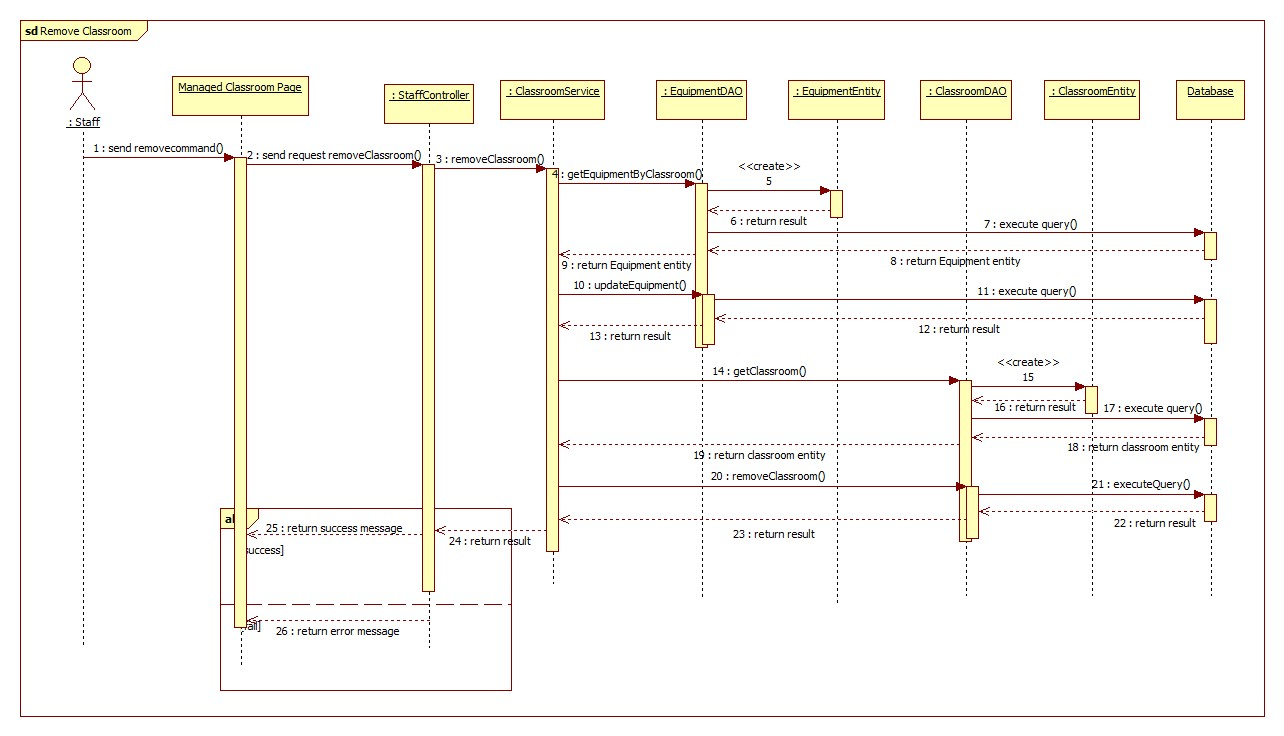 sd Remove Classroom
: Staff
Managed Classroom Page
: StaffController
: ClassroomService
: EquipmentDAO
: EquipmentEntity
: ClassroomDAO
: ClassroomEntity
Database
1 : send removecommand()
2 : send request removeClassroom()
3 : removeClassroom()
4 : getEquipmentByClassroom()
<<create>>
5
6 : return result
7 : execute query()
8 : return Equipment entity
9 : return Equipment entity
10 : updateEquipment()
11 : execute query()
12 : return result
13 : return result
14 : getClassroom()
<<create>>
15
16 : return result
17 : execute query()
18 : return classroom entity
19 : return classroom entity
20 : removeClassroom()
21 : executeQuery()
22 : return result
23 : return result
24 : return result
25 : return success message
26 : return error message